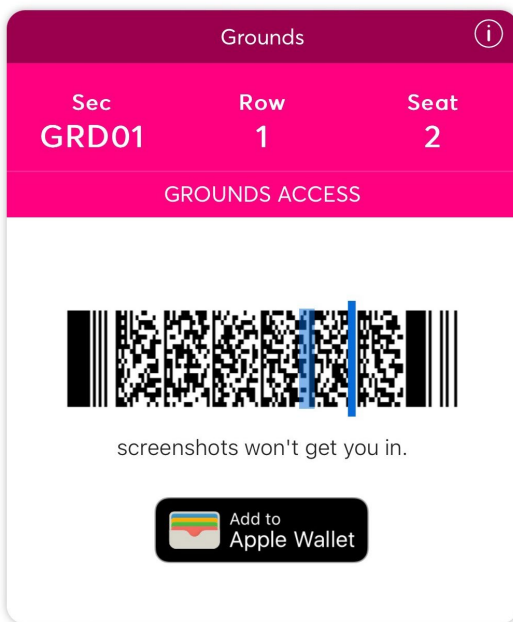 Grounds
Sec Row Seat
GRD01 1 2
GROUNDS ACCESS
screenshots won't get you in.
Add to
Apple Wallet